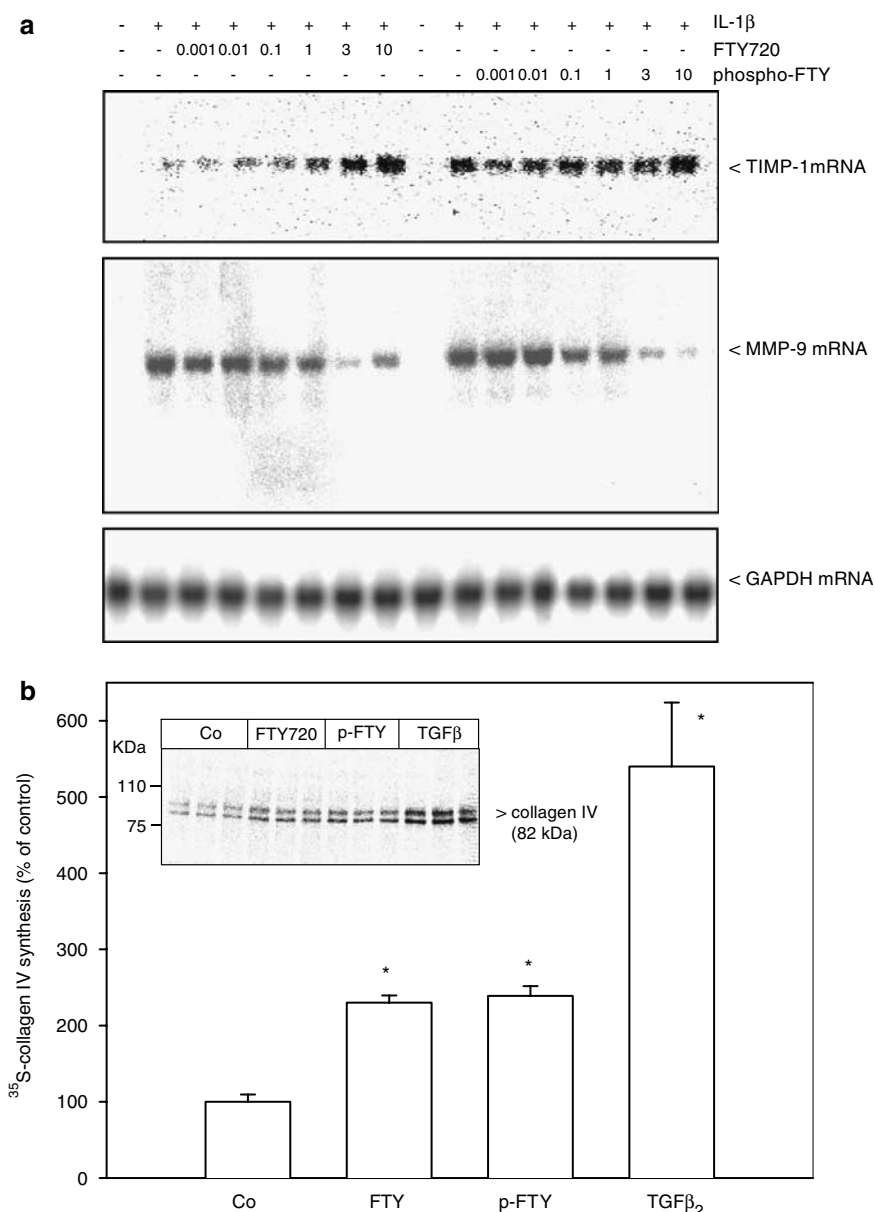 a
- + + + + + + + - + + + + + + + IL-1β
- - 0.001 0.01 0.1 1 3 10 - - - - - - - - FTY720
- - - - - - - - - - 0.001 0.01 0.1 1 3 10 phospho-FTY
< TIMP-1mRNA
< MMP-9 mRNA
< GAPDH mRNA
b
³⁵S-collagen IV synthesis (% of control)
600
500
400
300
200
100
0
Co FTY720 p-FTY TGFβ
KDa
110
75
> collagen IV
(82 kDa)
* * *
Co FTY p-FTY TGFβ₂